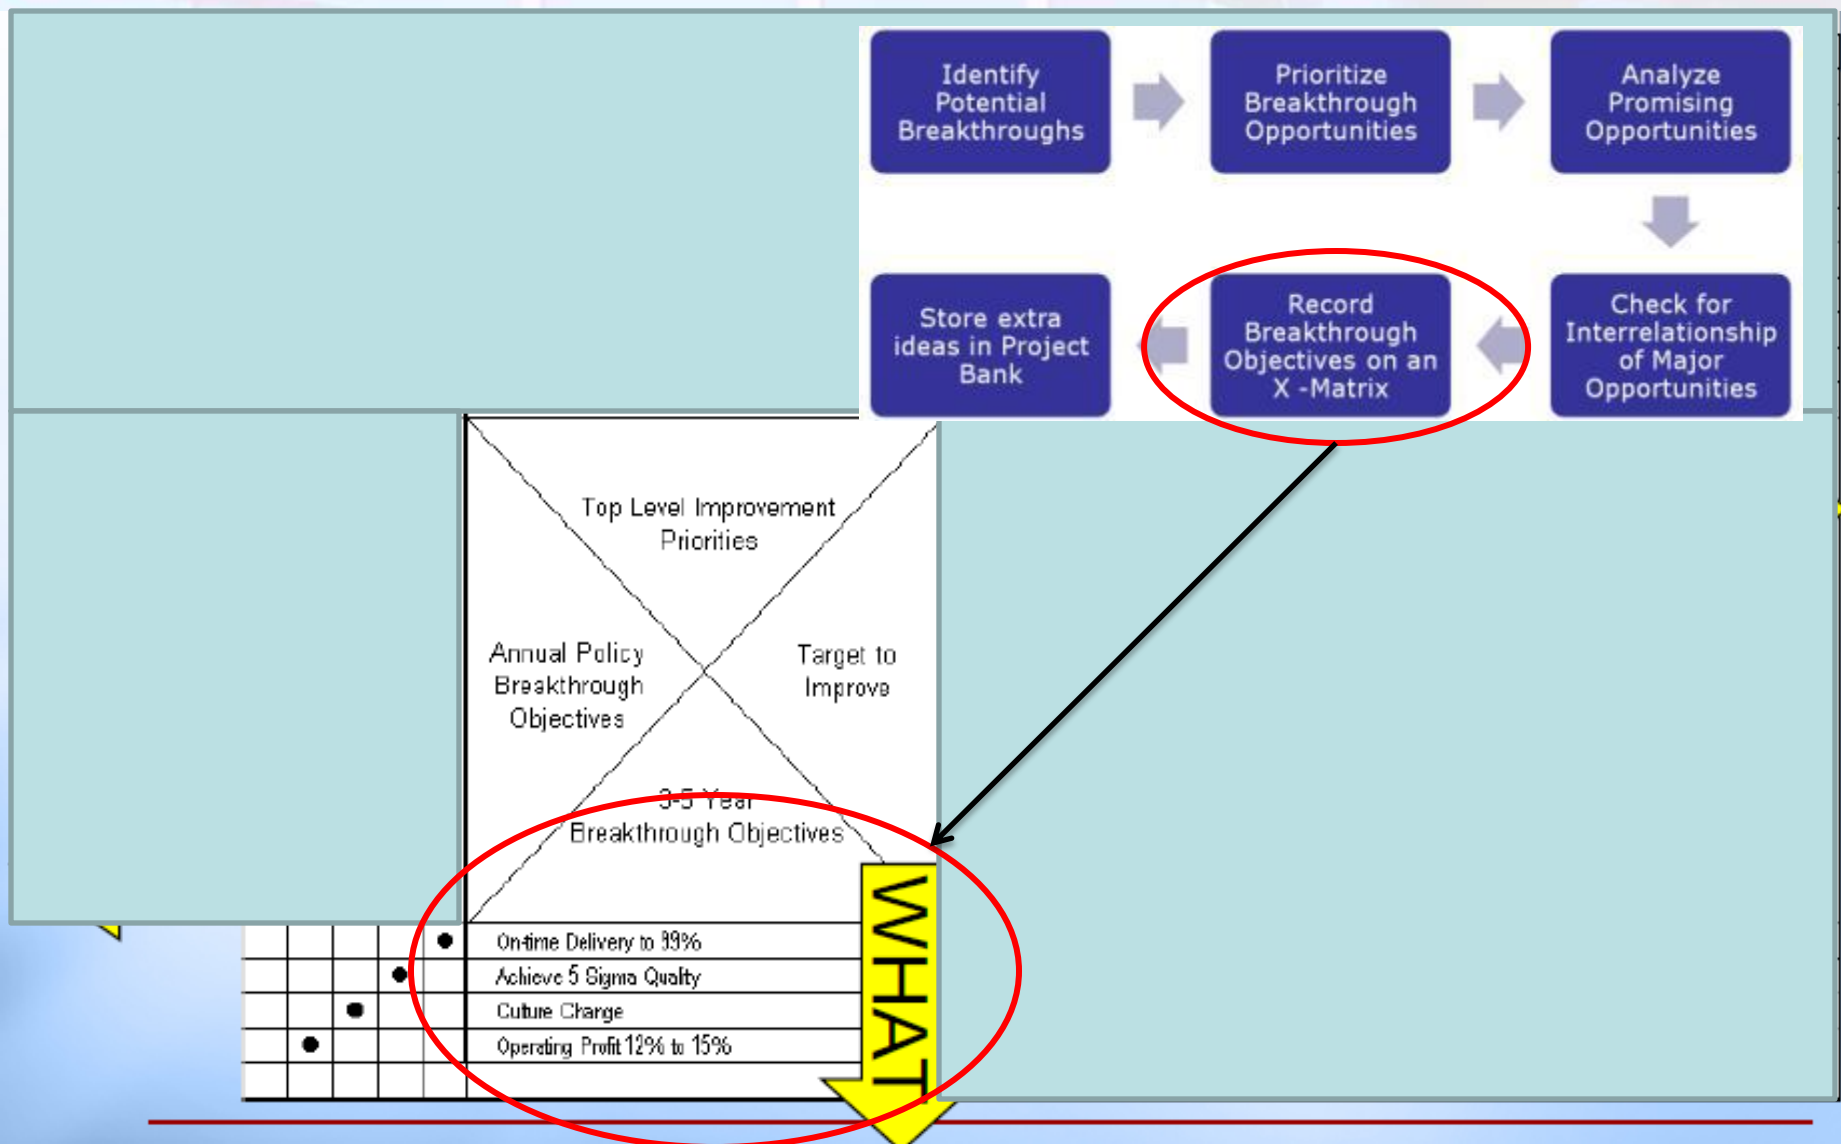 Identify
Potential
Breakthroughs
Prioritize
Breakthrough
Opportunities
Analyze
Promising
Opportunities
Store extra
ideas in Project
Bank
Record
Breakthrough
Objectives on an
X -Matrix
Check for
Interrelationship
of Major
Opportunities
Top Level Improvement
Priorities
Annual Policy
Breakthrough
Objectives
Target to
Improve
3-5 Year
Breakthrough Objectives
WHAT
On-time Delivery to 99%
Achieve 5 Sigma Quality
Culture Change
Operating Profit 12% to 15%